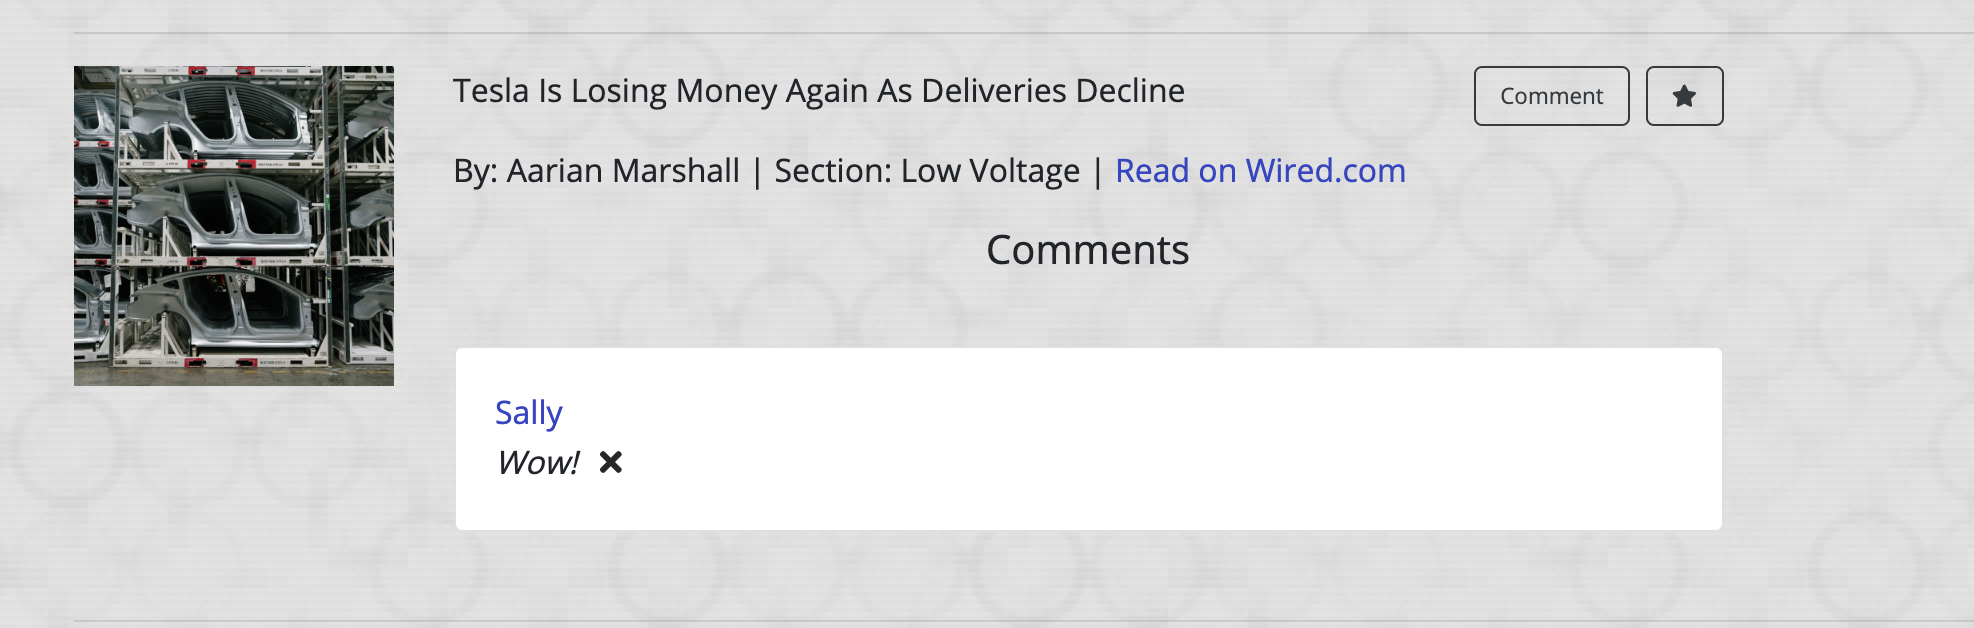 Tesla Is Losing Money Again As Deliveries Decline
Comment
By: Aarian Marshall | Section: Low Voltage | Read on Wired.com
Comments
Sally
Wow!